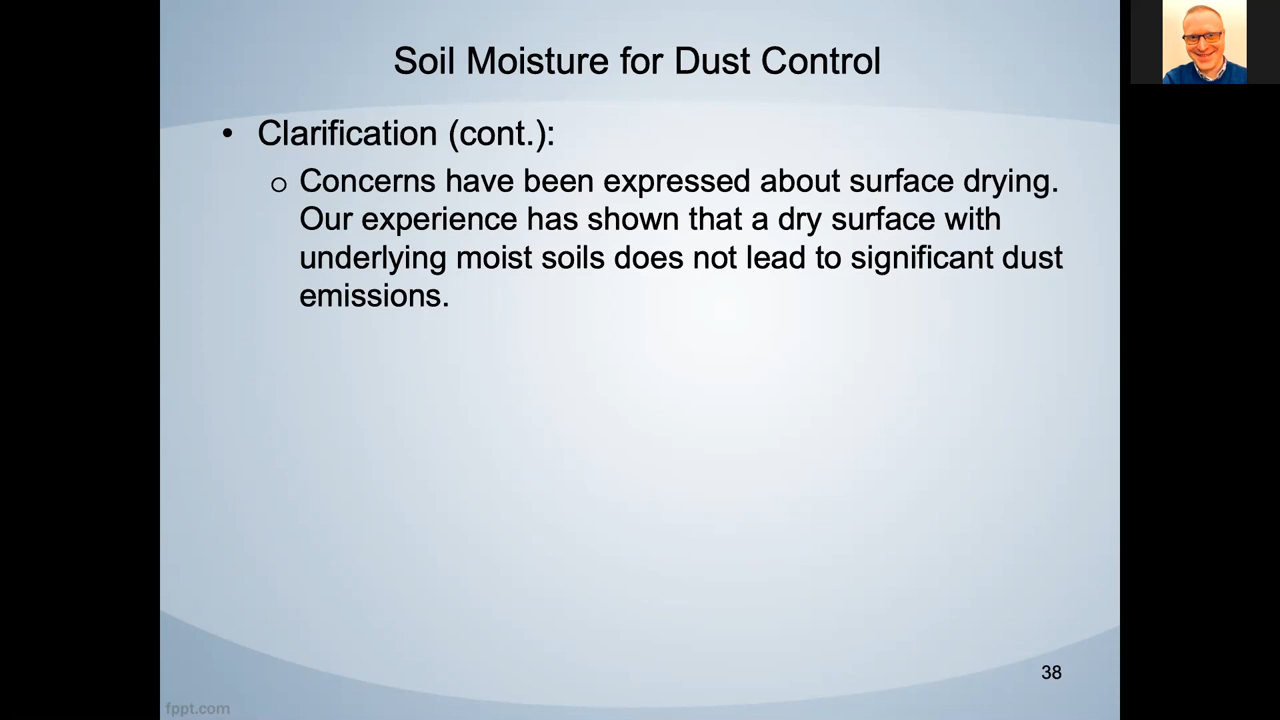 Soil Moisture for Dust Control
• Clarification (cont.):
o Concerns have been expressed about surface drying.
Our experience has shown that a dry surface with
underlying moist soils does not lead to significant dust
emissions.
38
fppt.com